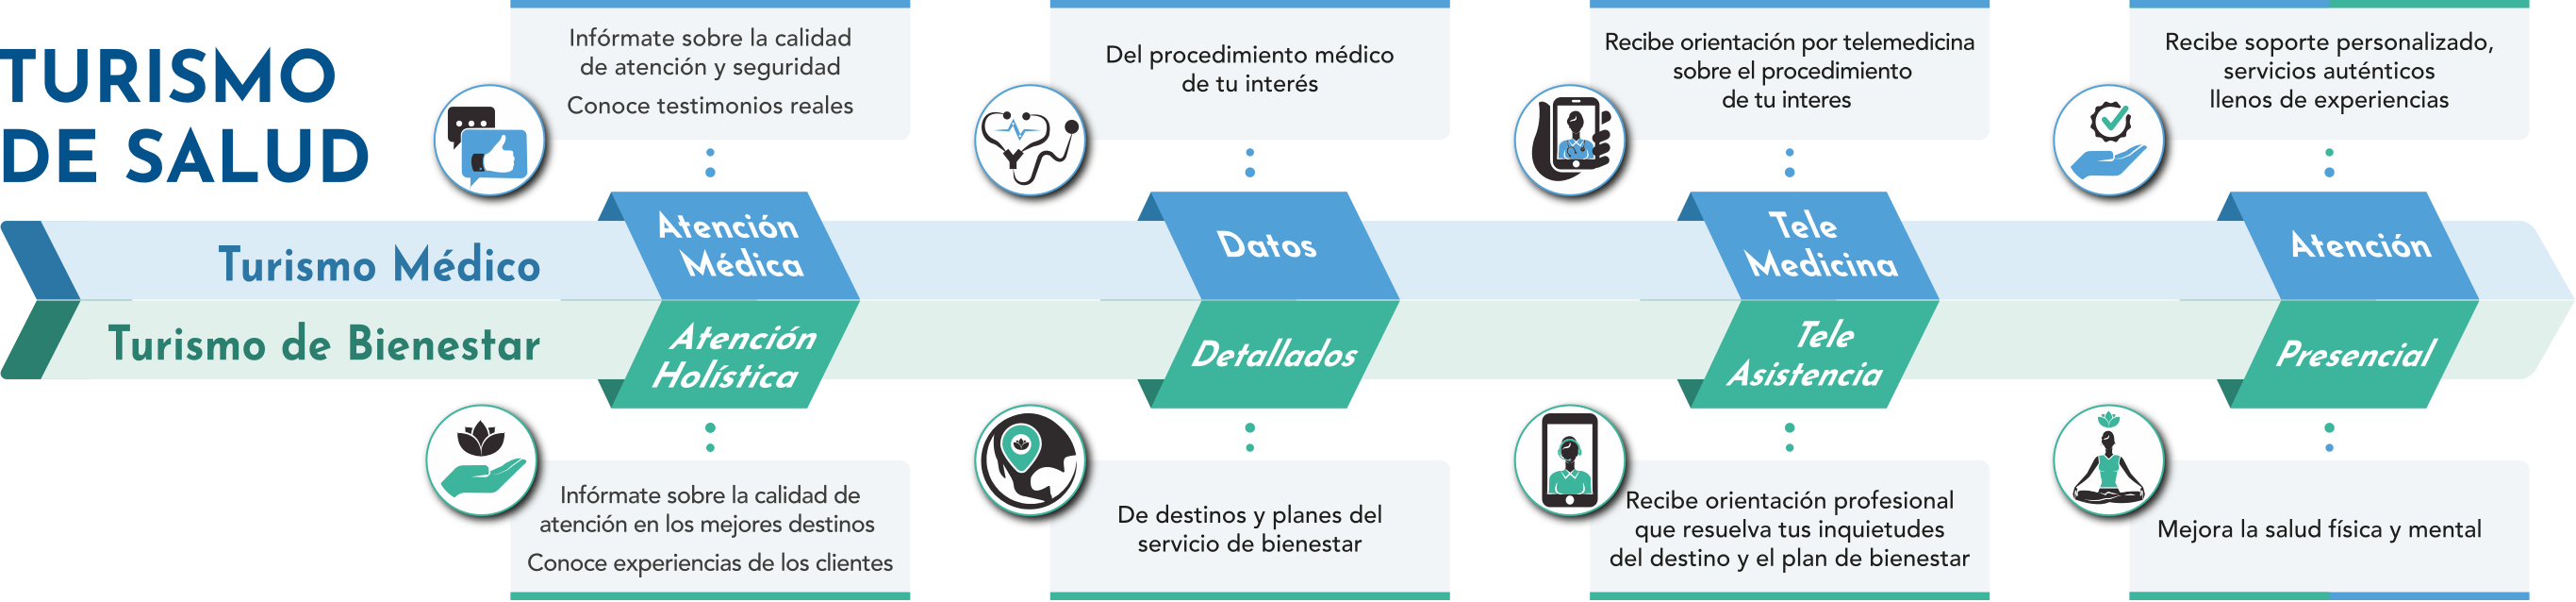 TURISMO
DE SALUD
Infórmate sobre la calidad
de atención y seguridad
Conoce testimonios reales
Del procedimiento médico
de tu interés
Recibe orientación por telemedicina
sobre el procedimiento
de tu interes
Recibe soporte personalizado,
servicios auténticos
llenos de experiencias
Turismo Médico
Atención
Médica
Datos
Tele
Medicina
Atención
Turismo de Bienestar
Atención
Holística
Detallados
Tele
Asistencia
Presencial
Infórmate sobre la calidad de
atención en los mejores destinos
Conoce experiencias de los clientes
De destinos y planes del
servicio de bienestar
Recibe orientación profesional
que resuelva tus inquietudes
del destino y el plan de bienestar
Mejora la salud física y mental